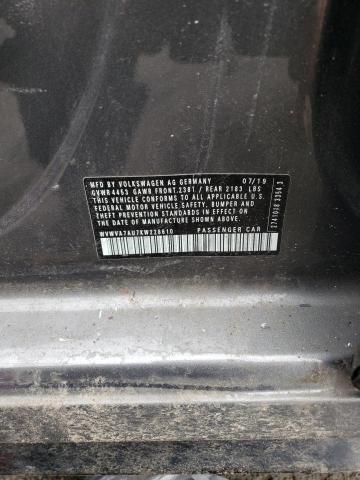 MFD BY VOLKSWAGEN AG GERMANY 07/19
GVWR 4453 GAWR FRONT.2381 / REAR 2183 LBS
THIS VEHICLE CONFORMS TO ALL APPLICABLE U.S.
FEDERAL MOTOR VEHICLE SAFETY, BUMPER, AND
THEFT PREVENTION STANDARDS IN EFFECT ON THE
DATE OF MANUFACTURE SHOWN ABOVE
WVWVA7AU7KW228610 PASSENGER CAR